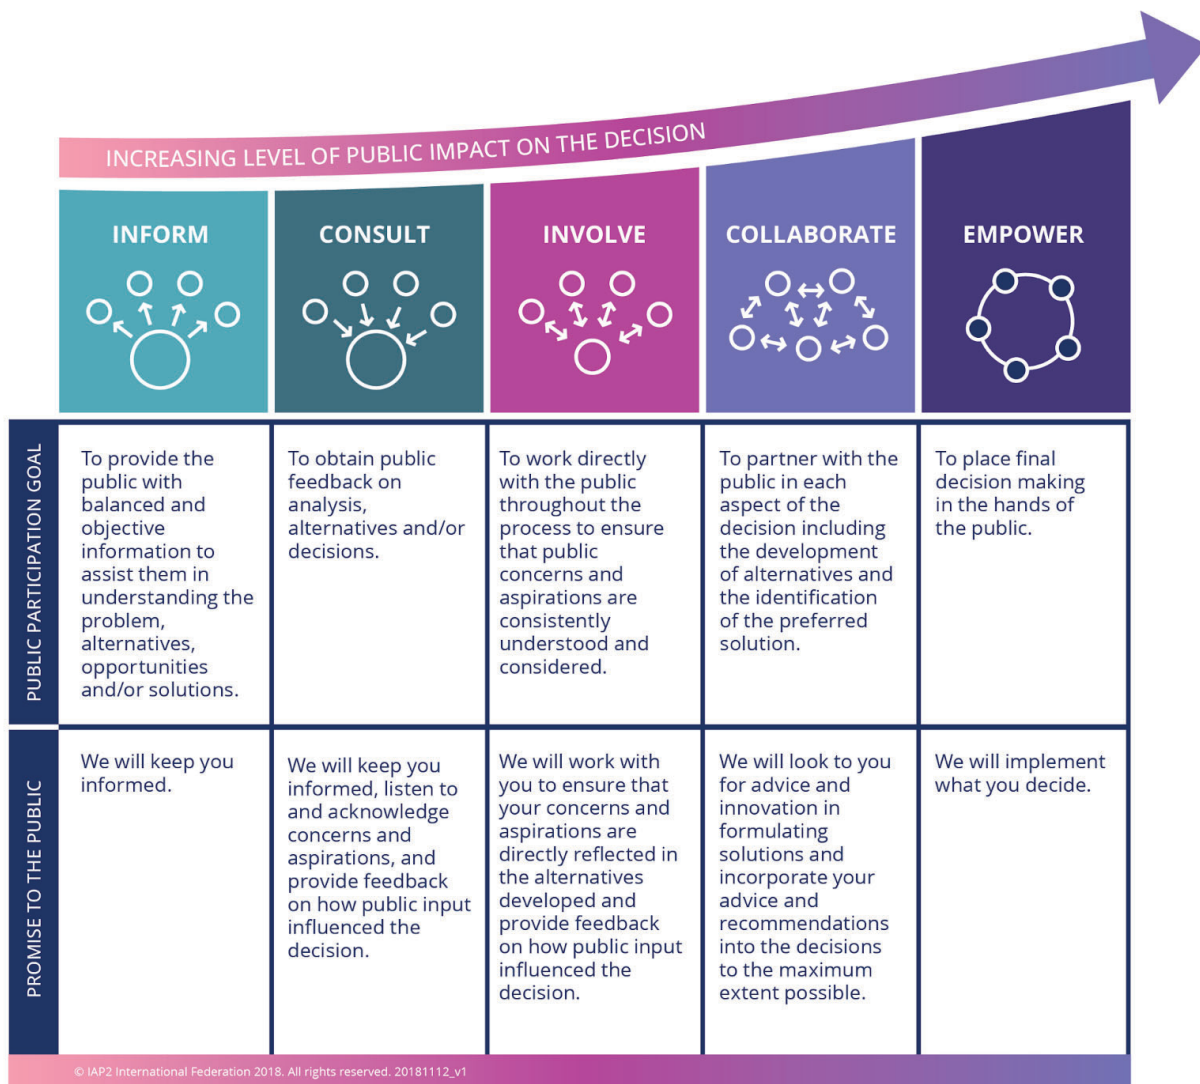 INCREASING LEVEL OF PUBLIC IMPACT ON THE DECISION
INFORM
CONSULT
INVOLVE
COLLABORATE
EMPOWER
PUBLIC PARTICIPATION GOAL
To provide the
public with
balanced and
objective
information to
assist them in
understanding the
problem,
alternatives,
opportunities
and/or solutions.
To obtain public
feedback on
analysis,
alternatives and/or
decisions.
To work directly
with the public
throughout the
process to ensure
that public
concerns and
aspirations are
consistently
understood and
considered.
To partner with the
public in each
aspect of the
decision including
the development
of alternatives and
the identification
of the preferred
solution.
To place final
decision making
in the hands of
the public.
PROMISE TO THE PUBLIC
We will keep you
informed.
We will keep you
informed, listen to
and acknowledge
concerns and
aspirations, and
provide feedback
on how public input
influenced the
decision.
We will work with
you to ensure that
your concerns and
aspirations are
directly reflected in
the alternatives
developed and
provide feedback
on how public input
influenced the
decision.
We will look to you
for advice and
innovation in
formulating
solutions and
incorporate your
advice and
recommendations
into the decisions
to the maximum
extent possible.
We will implement
what you decide.
© IAP2 International Federation 2018. All rights reserved. 20181112_v1